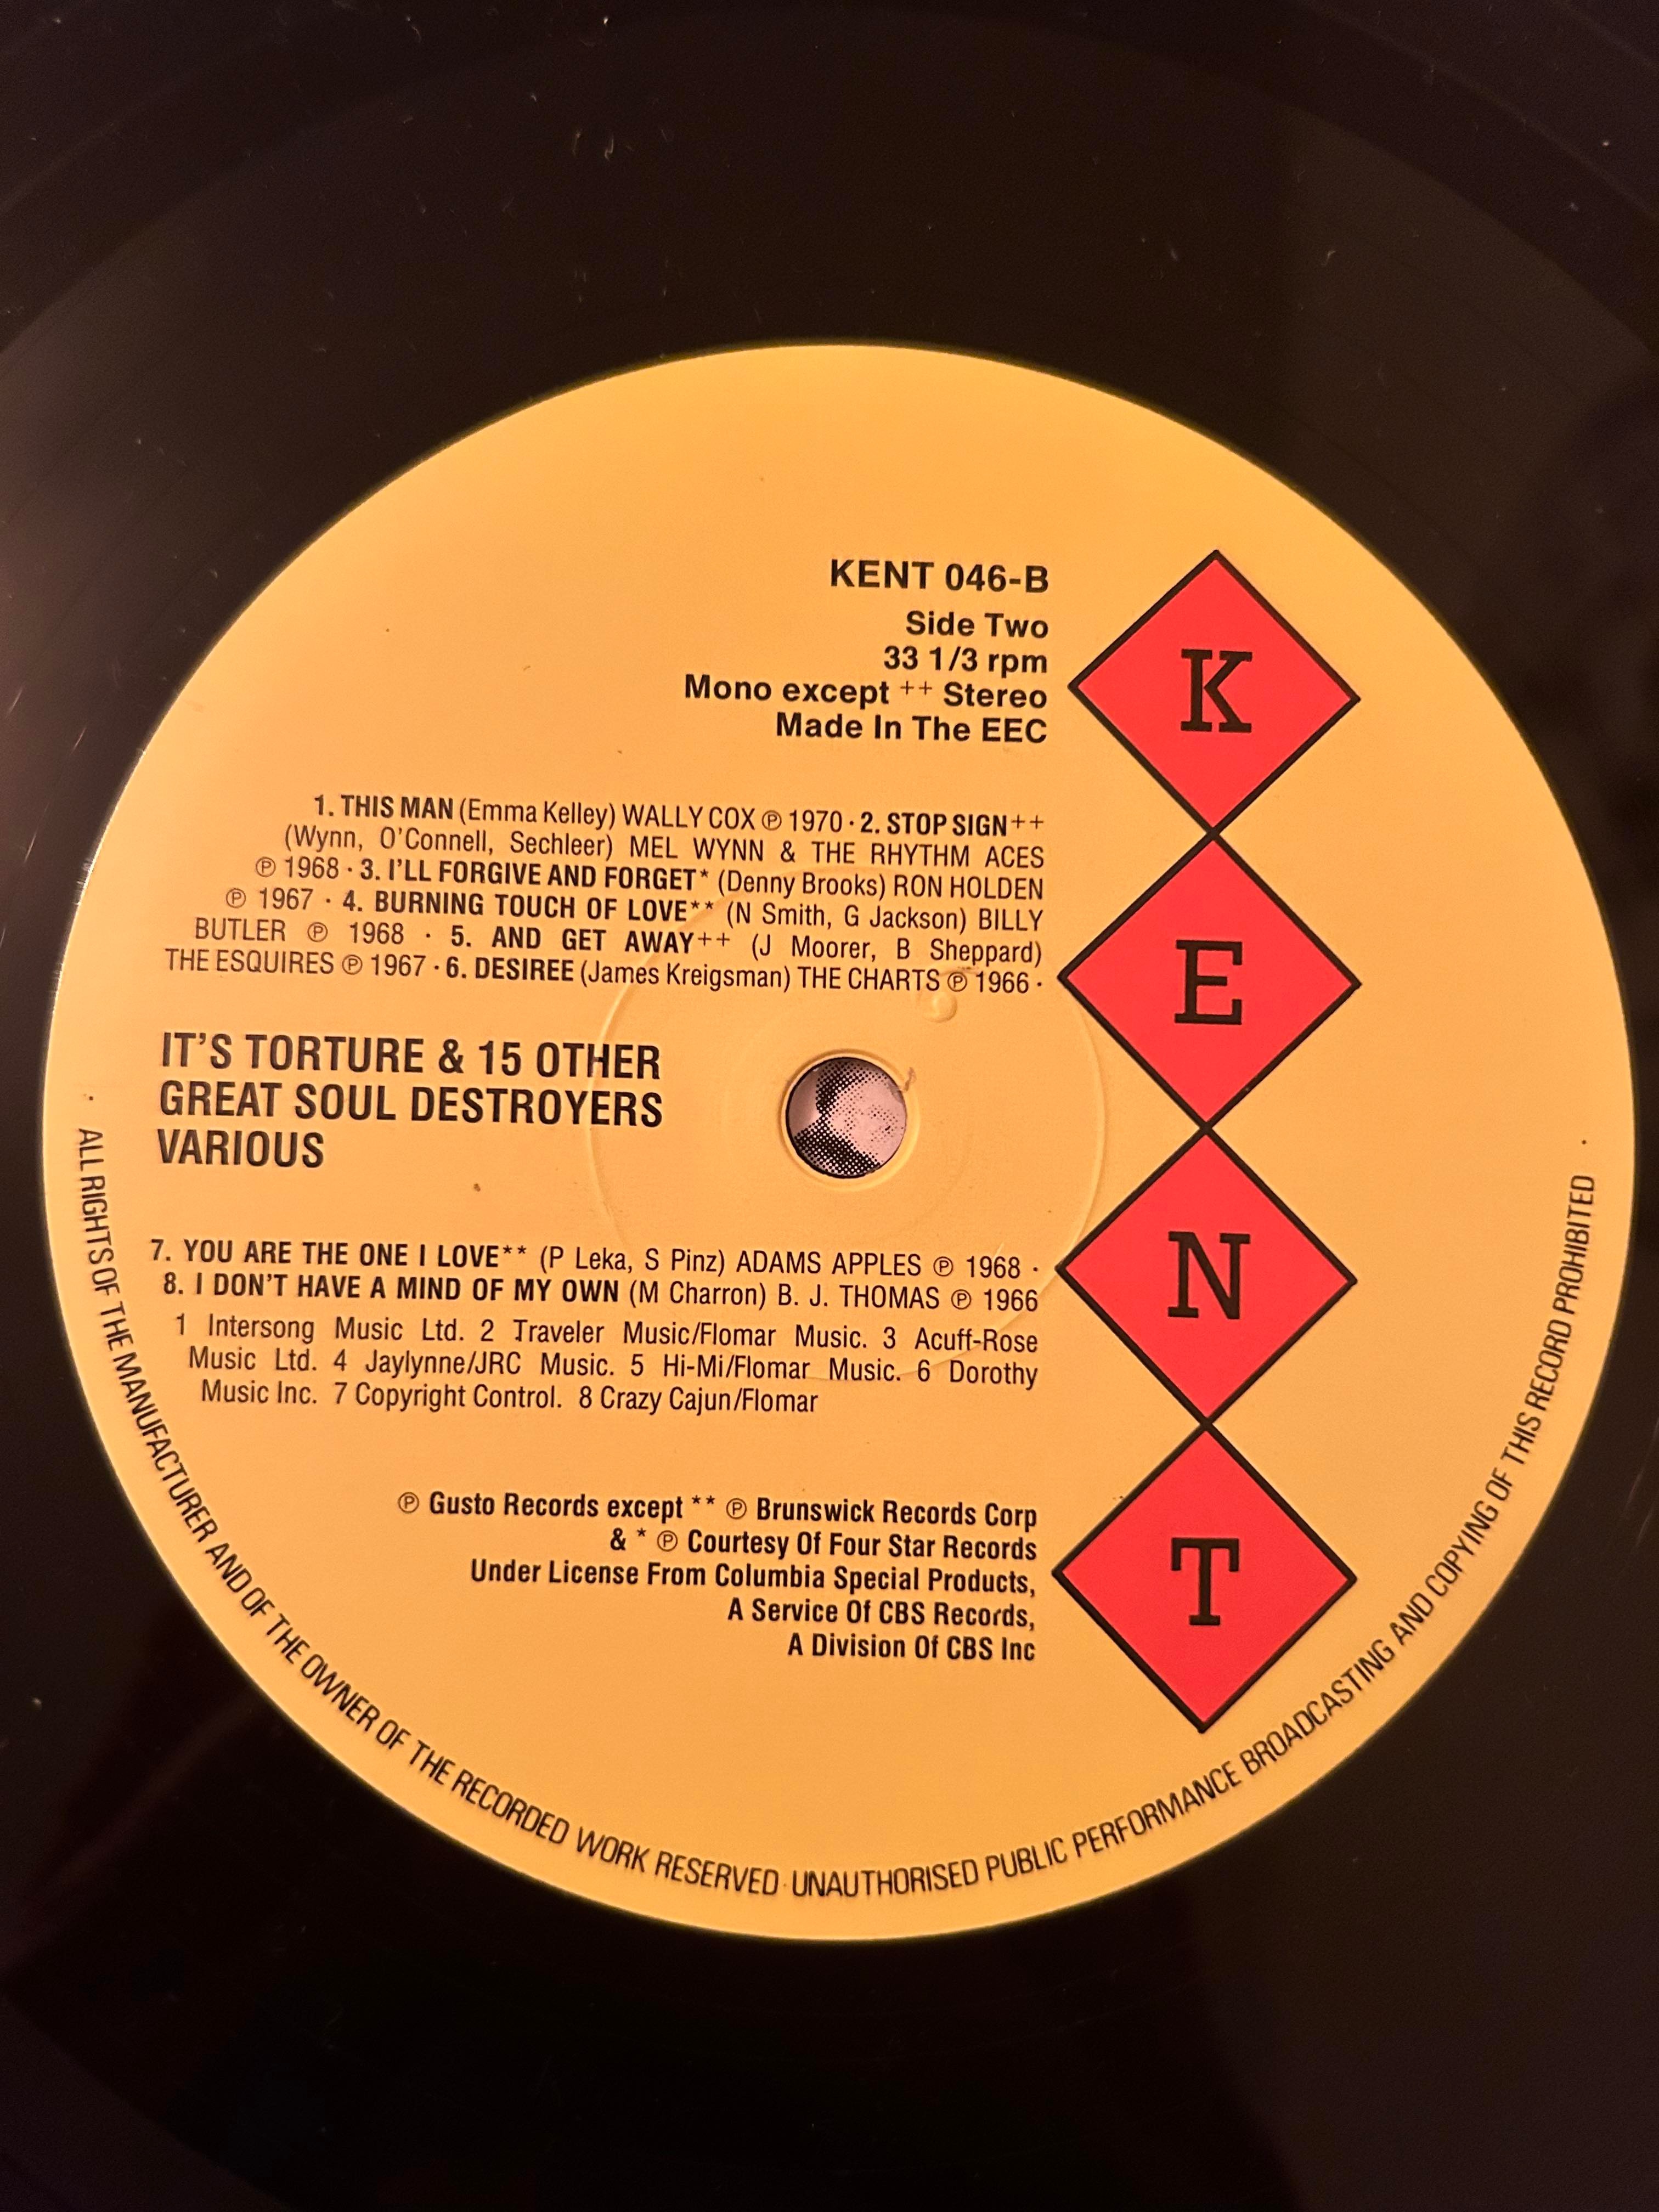 KENT 046-B
Side Two
33 1/3 rpm
Mono except ++ Stereo
Made In The EEC
K
E
N
T
1. THIS MAN (Emma Kelley) WALLY COX ℗ 1970 · 2. STOP SIGN++
(Wynn, O'Connell, Sechleer) MEL WYNN & THE RHYTHM ACES
℗ 1968 · 3. I'LL FORGIVE AND FORGET* (Denny Brooks) RON HOLDEN
℗ 1967 · 4. BURNING TOUCH OF LOVE** (N Smith, G Jackson) BILLY
BUTLER ℗ 1968 · 5. AND GET AWAY++ (J Moorer, B Sheppard)
THE ESQUIRES ℗ 1967 · 6. DESIREE (James Kreigsman) THE CHARTS ℗ 1966 ·
IT'S TORTURE & 15 OTHER
GREAT SOUL DESTROYERS
VARIOUS
7. YOU ARE THE ONE I LOVE** (P Leka, S Pinz) ADAMS APPLES ℗ 1968 ·
8. I DON'T HAVE A MIND OF MY OWN (M Charron) B. J. THOMAS ℗ 1966
1 Intersong Music Ltd. 2 Traveler Music/Flomar Music. 3 Acuff-Rose
Music Ltd. 4 Jaylynne/JRC Music. 5 Hi-Mi/Flomar Music. 6 Dorothy
Music Inc. 7 Copyright Control. 8 Crazy Cajun/Flomar
℗ Gusto Records except ** ℗ Brunswick Records Corp
& * ℗ Courtesy Of Four Star Records
Under License From Columbia Special Products,
A Service Of CBS Records,
A Division Of CBS Inc
· ALL RIGHTS OF THE MANUFACTURER AND OF THE OWNER OF THE RECORDED WORK RESERVED · UNAUTHORISED PUBLIC PERFORMANCE BROADCASTING AND COPYING OF THIS RECORD PROHIBITED ·